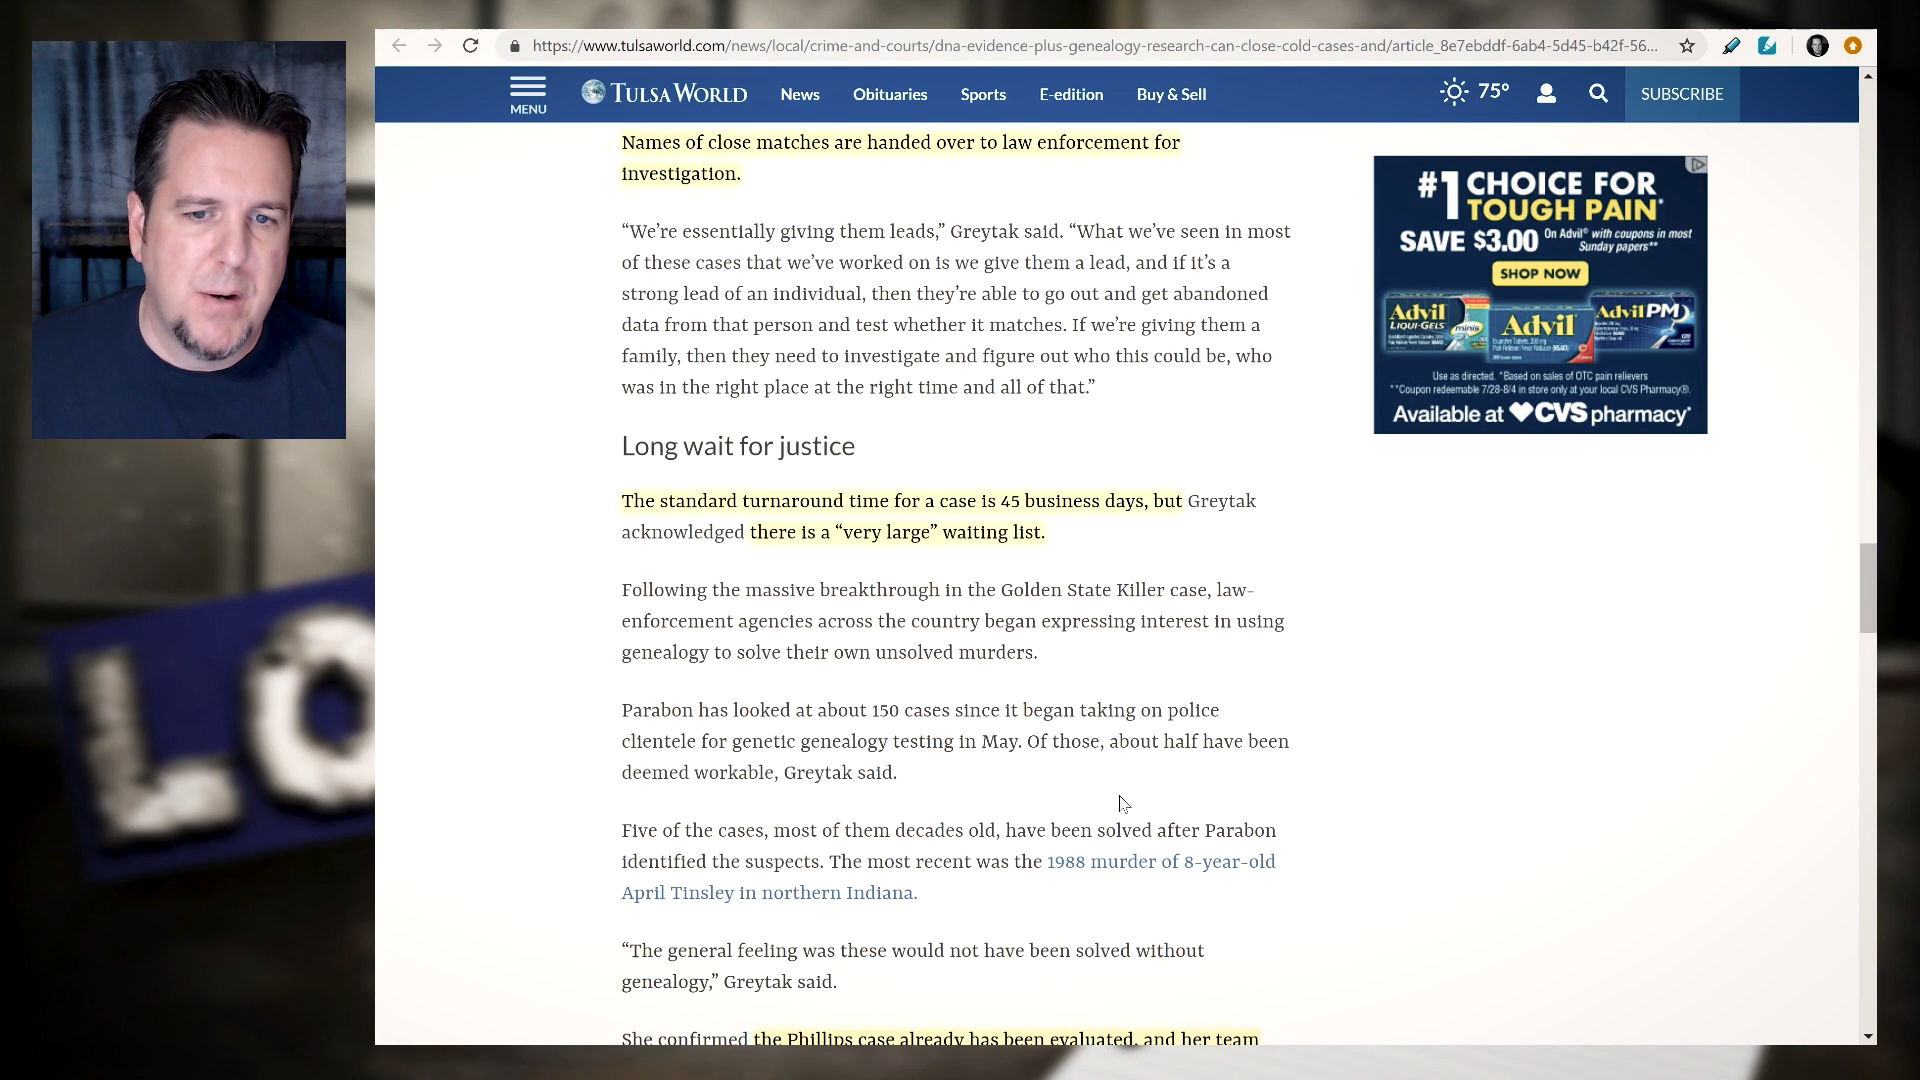 https://www.tulsaworld.com/news/local/crime-and-courts/dna-evidence-plus-genealogy-research-can-close-cold-cases-and/article_8e7ebddf-6ab4-5d45-b42f-56...
MENU
TULSA WORLD
News
Obituaries
Sports
E-edition
Buy & Sell
75°
SUBSCRIBE
Names of close matches are handed over to law enforcement for
investigation.
“We’re essentially giving them leads,” Greytak said. “What we’ve seen in most
of these cases that we’ve worked on is we give them a lead, and if it’s a
strong lead of an individual, then they’re able to go out and get abandoned
data from that person and test whether it matches. If we’re giving them a
family, then they need to investigate and figure out who this could be, who
was in the right place at the right time and all of that.”
Long wait for justice
The standard turnaround time for a case is 45 business days, but Greytak
acknowledged there is a “very large” waiting list.
Following the massive breakthrough in the Golden State Killer case, law-
enforcement agencies across the country began expressing interest in using
genealogy to solve their own unsolved murders.
Parabon has looked at about 150 cases since it began taking on police
clientele for genetic genealogy testing in May. Of those, about half have been
deemed workable, Greytak said.
Five of the cases, most of them decades old, have been solved after Parabon
identified the suspects. The most recent was the 1988 murder of 8-year-old
April Tinsley in northern Indiana.
“The general feeling was these would not have been solved without
genealogy,” Greytak said.
She confirmed the Phillips case already has been evaluated, and her team
#1 CHOICE FOR
TOUGH PAIN*
SAVE $3.00 On Advil® with coupons in most
Sunday papers**
SHOP NOW
Advil
LIQUI-GELS
minis
Advil
Advil PM
Use as directed. *Based on sales of OTC pain relievers
**Coupon redeemable 7/28-8/4 in store only at your local CVS Pharmacy®.
Available at CVS pharmacy®
LO